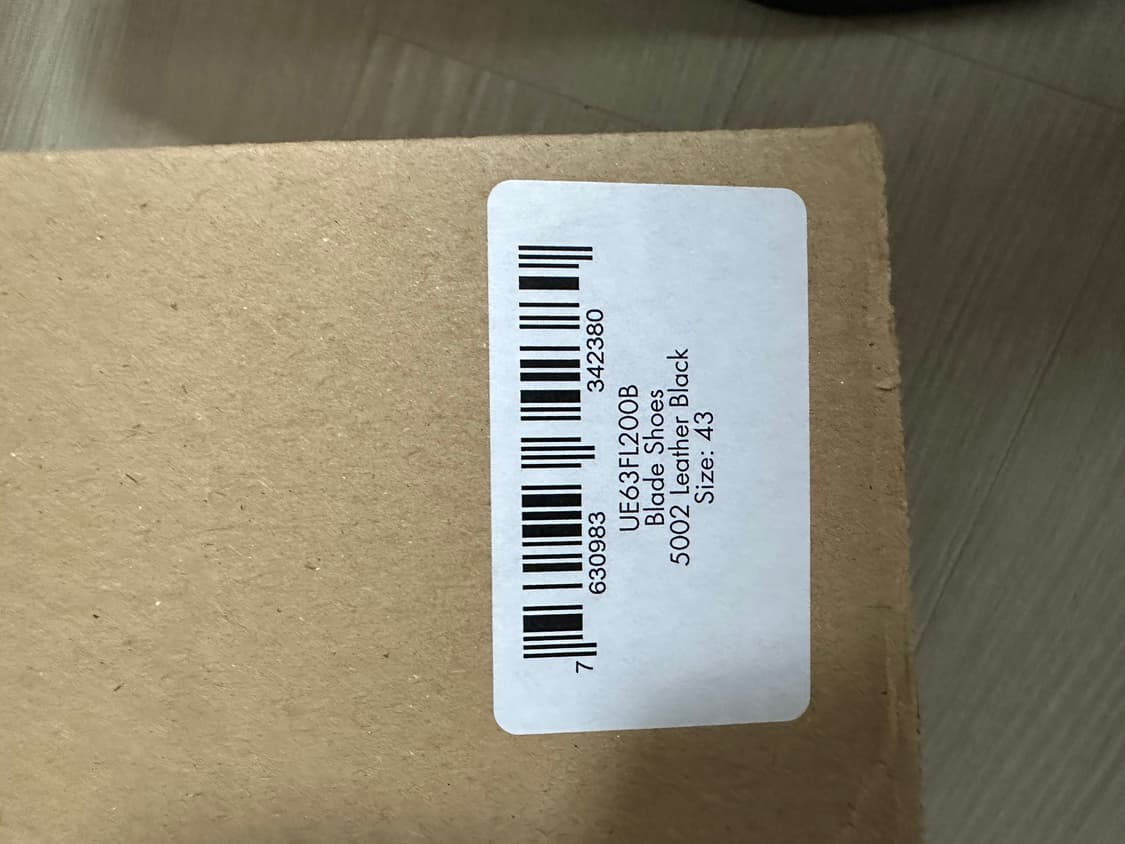 7 630983 342380
UE63FL200B
Blade Shoes
5002 Leather Black
Size: 43